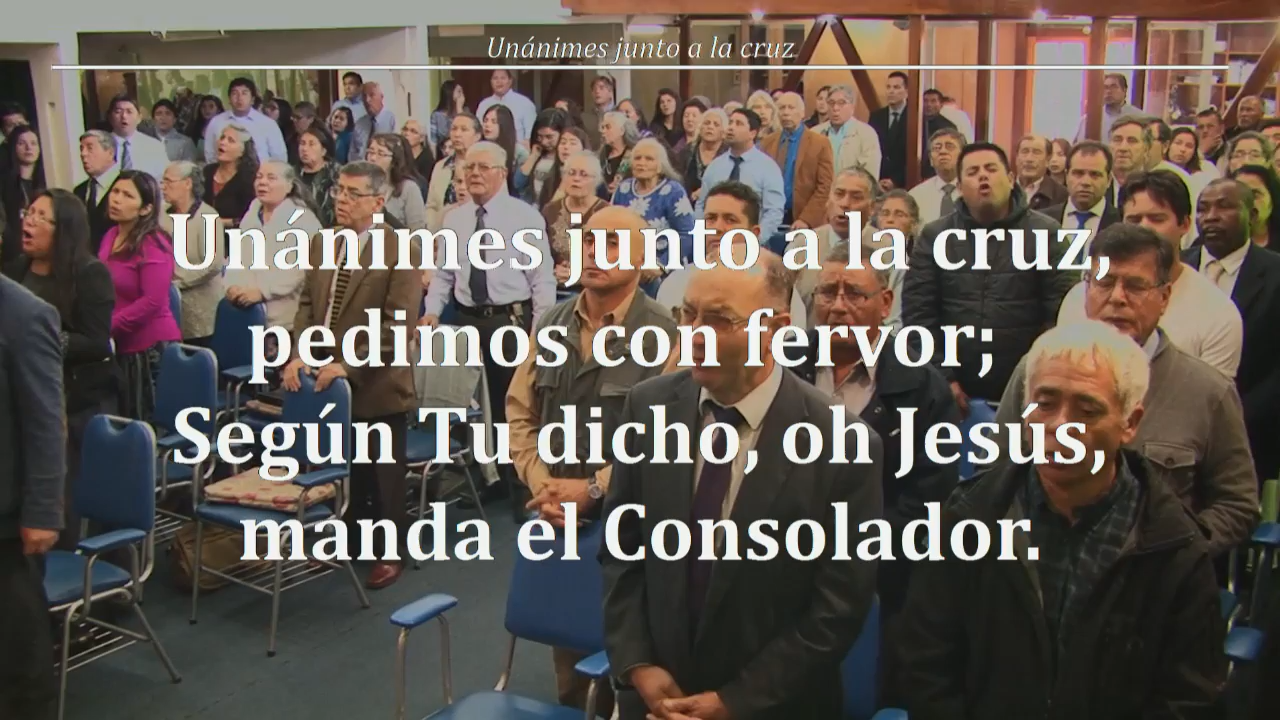 Unánimes junto a la cruz
Unánimes junto a la cruz,
pedimos con fervor;
Según Tu dicho, oh Jesús,
manda el Consolador.